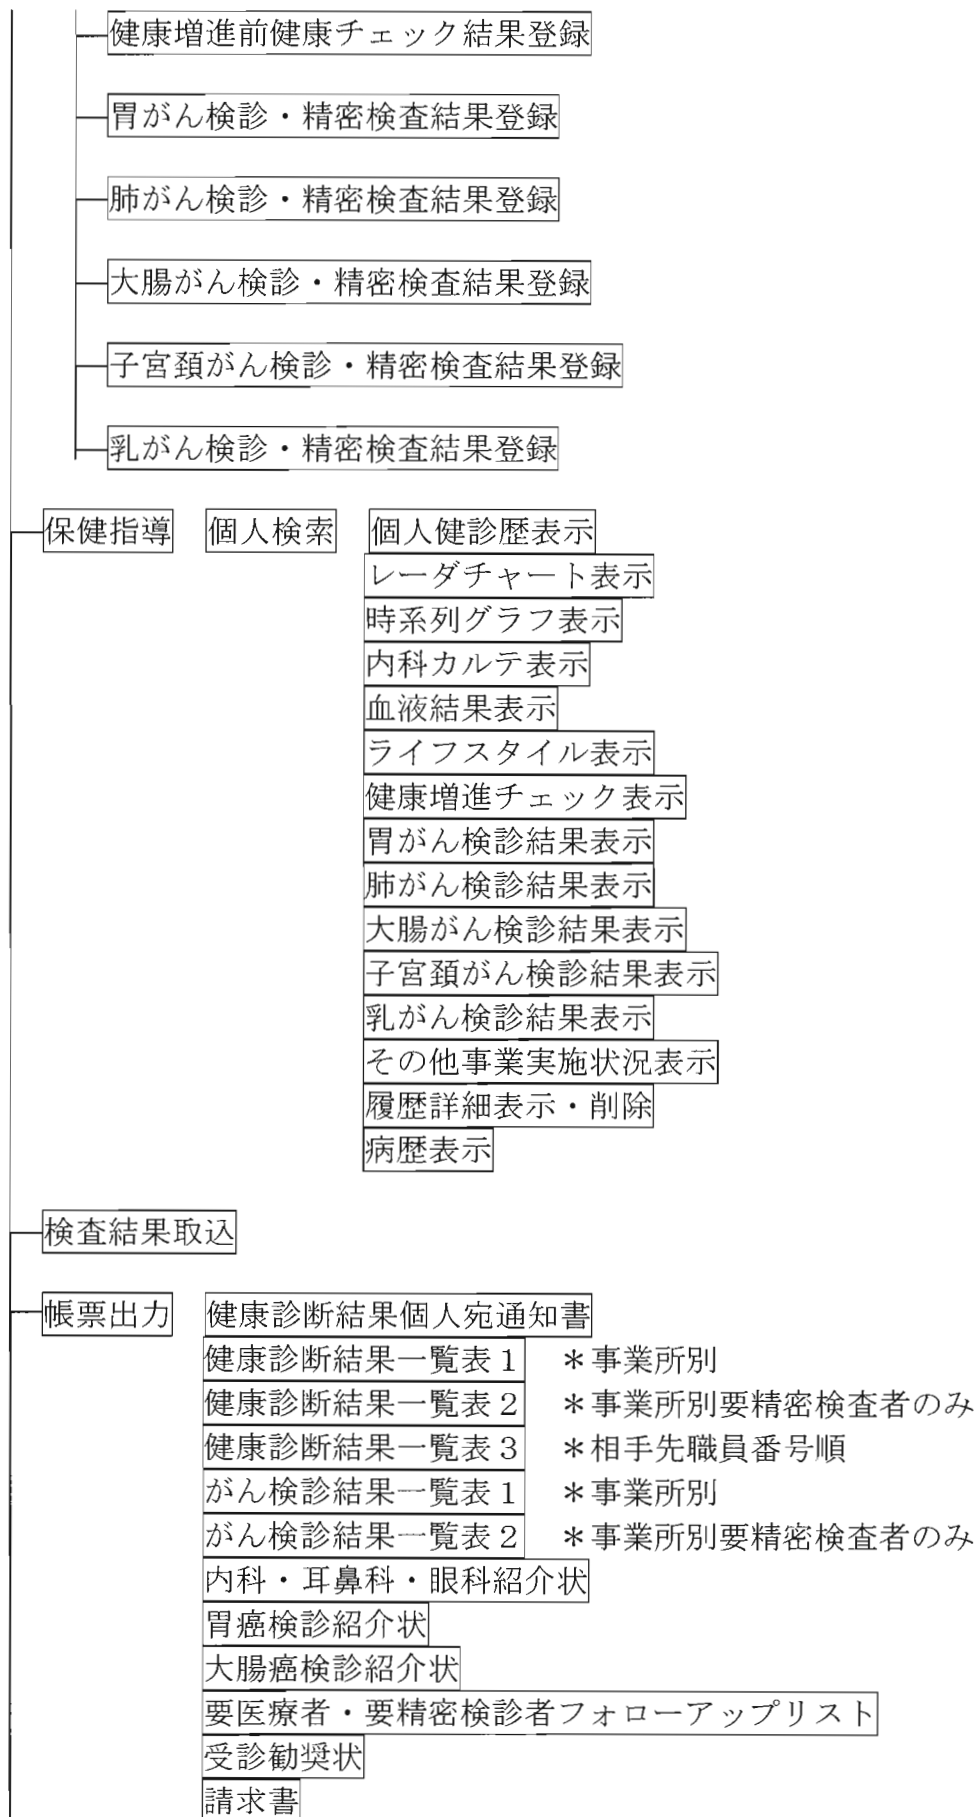 健康増進前健康チェック結果登録
胃がん検診・精密検査結果登録
肺がん検診・精密検査結果登録
大腸がん検診・精密検査結果登録
子宮頚がん検診・精密検査結果登録
乳がん検診・精密検査結果登録
保健指導 個人検索 個人健診歴表示
レーダチャート表示
時系列グラフ表示
内科カルテ表示
血液結果表示
ライフスタイル表示
健康増進チェック表示
胃がん検診結果表示
肺がん検診結果表示
大腸がん検診結果表示
子宮頚がん検診結果表示
乳がん検診結果表示
その他事業実施状況表示
履歴詳細表示・削除
病歴表示
検査結果取込
帳票出力 健康診断結果個人宛通知書
健康診断結果一覧表1 *事業所別
健康診断結果一覧表2 *事業所別要精密検査者のみ
健康診断結果一覧表3 *相手先職員番号順
がん検診結果一覧表1 *事業所別
がん検診結果一覧表2 *事業所別要精密検査者のみ
内科・耳鼻科・眼科紹介状
胃癌検診紹介状
大腸癌検診紹介状
要医療者・要精密検診者フォローアップリスト
受診勧奨状
請求書